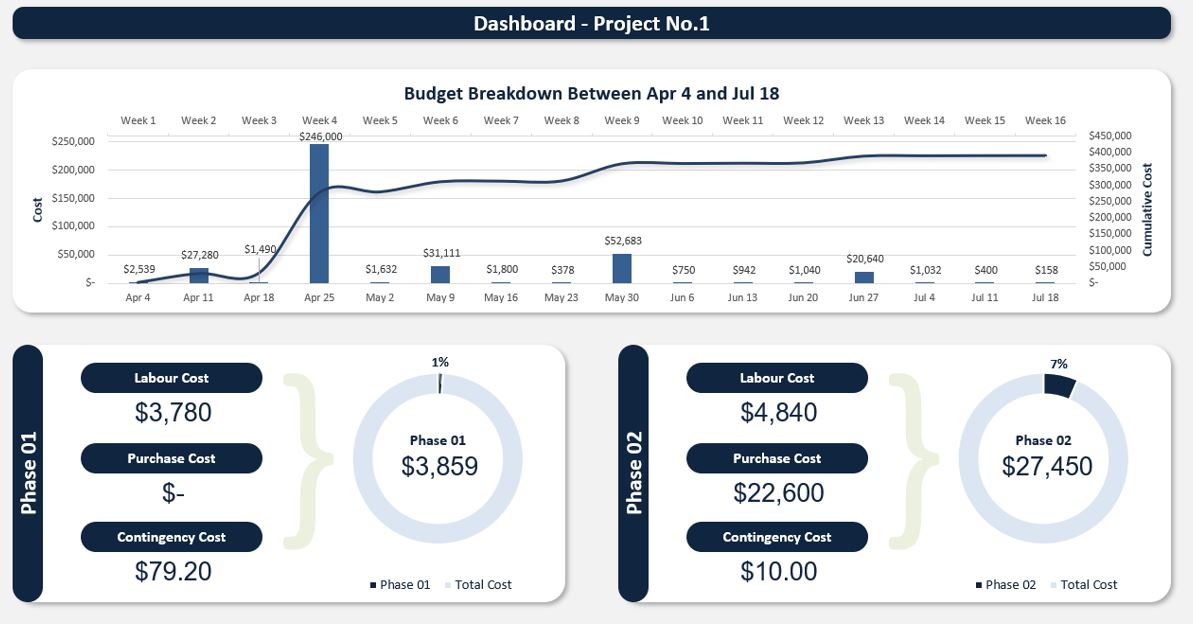 Dashboard - Project No.1
Budget Breakdown Between Apr 4 and Jul 18
Week 1 Week 2 Week 3 Week 4 Week 5 Week 6 Week 7 Week 8 Week 9 Week 10 Week 11 Week 12 Week 13 Week 14 Week 15 Week 16
Cost
$250,000
$200,000
$150,000
$100,000
$50,000
$-
$2,539 $27,280 $1,490 $246,000 $1,632 $31,111 $1,800 $378 $52,683 $750 $942 $1,040 $20,640 $1,032 $400 $158
Apr 4 Apr 11 Apr 18 Apr 25 May 2 May 9 May 16 May 23 May 30 Jun 6 Jun 13 Jun 20 Jun 27 Jul 4 Jul 11 Jul 18
$450,000
$400,000
$350,000
$300,000
$250,000
$200,000
$150,000
$100,000
$50,000
$-
Cumulative Cost
Phase 01
Labour Cost
$3,780
Purchase Cost
$-
Contingency Cost
$79.20
1%
Phase 01
$3,859
Phase 01 Total Cost
Phase 02
Labour Cost
$4,840
Purchase Cost
$22,600
Contingency Cost
$10.00
7%
Phase 02
$27,450
Phase 02 Total Cost